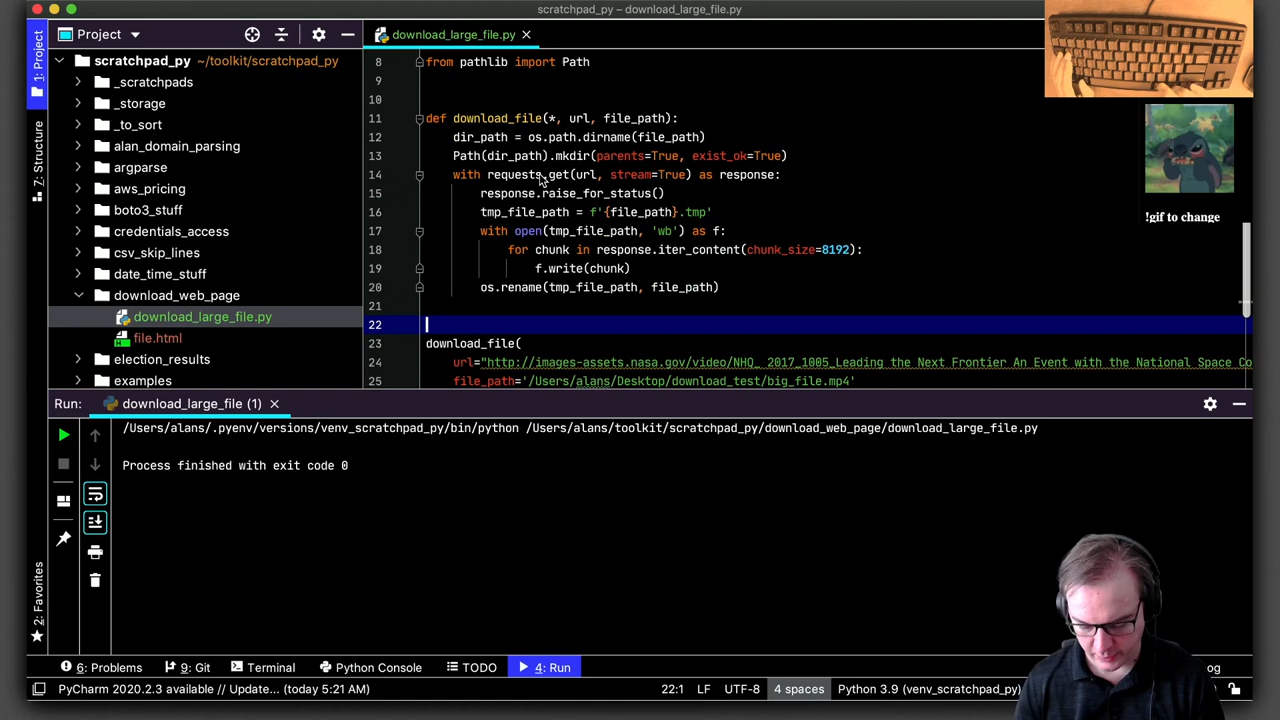 scratchpad_py – download_large_file.py
1: Project
7: Structure
2: Favorites
Project
scratchpad_py ~/toolkit/scratchpad_py
_scratchpads
_storage
_to_sort
alan_domain_parsing
argparse
aws_pricing
boto3_stuff
credentials_access
csv_skip_lines
date_time_stuff
download_web_page
download_large_file.py
file.html
election_results
examples
download_large_file.py
8 from pathlib import Path
9
10
11 def download_file(*, url, file_path):
12 dir_path = os.path.dirname(file_path)
13 Path(dir_path).mkdir(parents=True, exist_ok=True)
14 with requests.get(url, stream=True) as response:
15 response.raise_for_status()
16 tmp_file_path = f'{file_path}.tmp'
17 with open(tmp_file_path, 'wb') as f:
18 for chunk in response.iter_content(chunk_size=8192):
19 f.write(chunk)
20 os.rename(tmp_file_path, file_path)
21
22
23 download_file(
24 url="http://images-assets.nasa.gov/video/NHQ_ 2017_1005_Leading the Next Frontier An Event with the National Space Co
25 file_path='/Users/alans/Desktop/download_test/big_file.mp4'
!gif to change
Run: download_large_file (1)
/Users/alans/.pyenv/versions/venv_scratchpad_py/bin/python /Users/alans/toolkit/scratchpad_py/download_web_page/download_large_file.py
Process finished with exit code 0
6: Problems 9: Git Terminal Python Console TODO 4: Run og
PyCharm 2020.2.3 available // Update... (today 5:21 AM) 22:1 LF UTF-8 4 spaces Python 3.9 (venv_scratchpad_py)